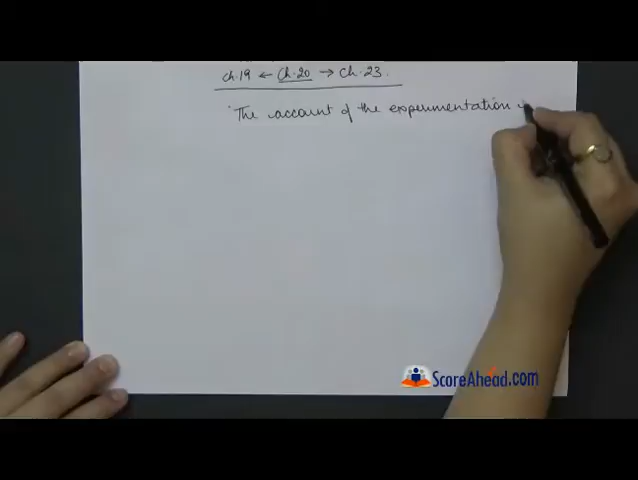 Ch.19 ← Ch.20 → Ch.23.
'The account of the experimentation
ScoreAhead.com